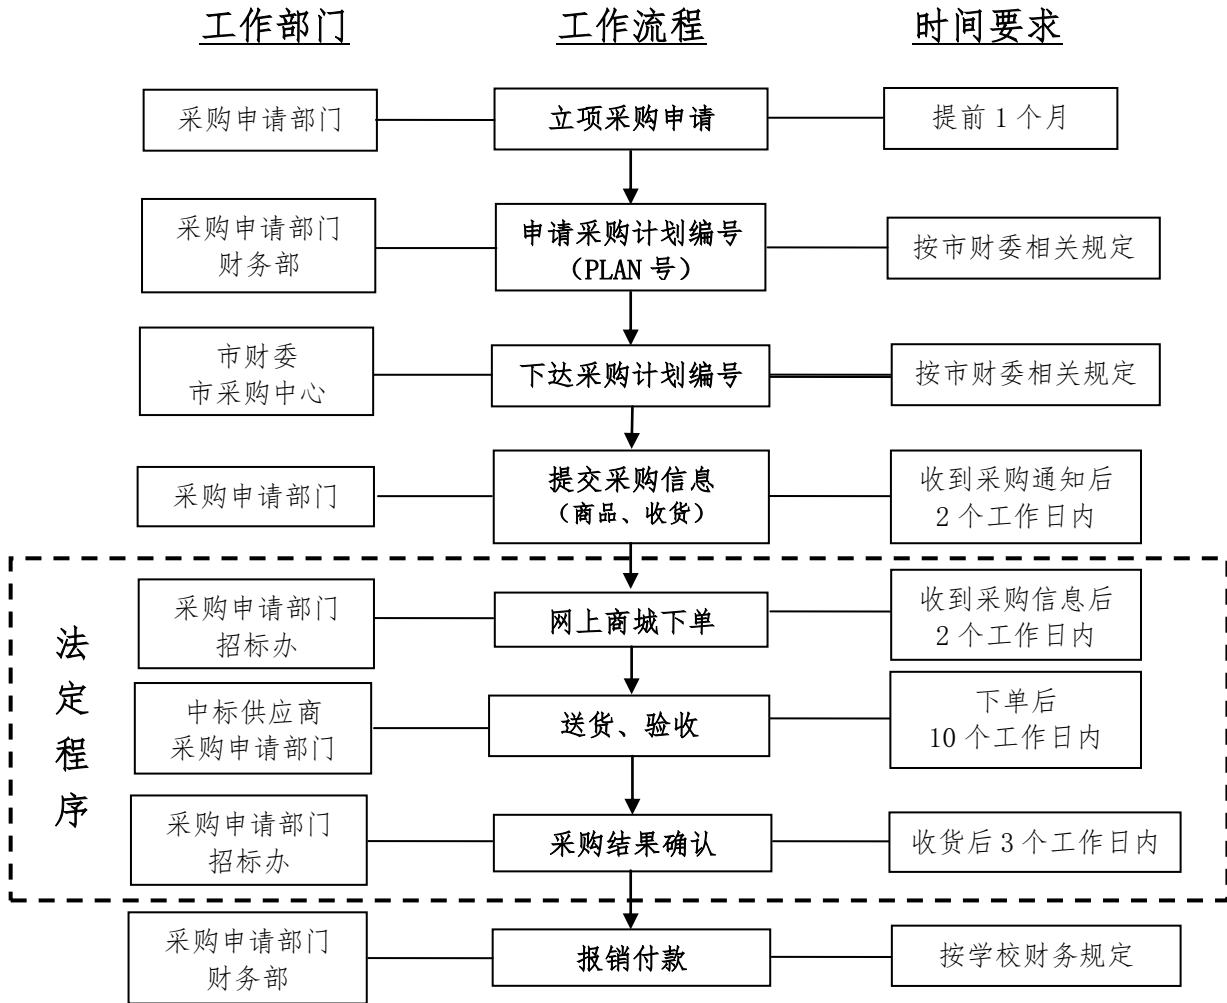 工作部门 工作流程 时间要求
采购申请部门 立项采购申请 提前1个月
采购申请部门
财务部
申请采购计划编号
（PLAN号）
按市财委相关规定
市财委
市采购中心
下达采购计划编号
按市财委相关规定
采购申请部门
提交采购信息
（商品、收货）
收到采购通知后
2个工作日内
法定程序
采购申请部门
招标办
网上商城下单
收到采购信息后
2个工作日内
中标供应商
采购申请部门
送货、验收
下单后
10个工作日内
采购申请部门
招标办
采购结果确认
收货后3个工作日内
采购申请部门
财务部
报销付款
按学校财务规定